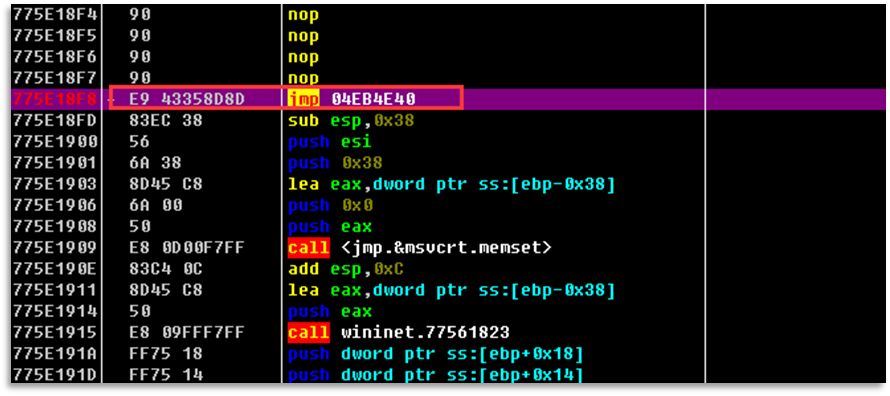 775E18F4 90 nop
775E18F5 90 nop
775E18F6 90 nop
775E18F7 90 nop
775E18F8 - E9 43358D8D jmp 04EB4E40
775E18FD 83EC 38 sub esp,0x38
775E1900 56 push esi
775E1901 6A 38 push 0x38
775E1903 8D45 C8 lea eax,dword ptr ss:[ebp-0x38]
775E1906 6A 00 push 0x0
775E1908 50 push eax
775E1909 E8 0D00F7FF call <jmp.&msvcrt.memset>
775E190E 83C4 0C add esp,0xC
775E1911 8D45 C8 lea eax,dword ptr ss:[ebp-0x38]
775E1914 50 push eax
775E1915 E8 09FFF7FF call wininet.77561823
775E191A FF75 18 push dword ptr ss:[ebp+0x18]
775E191D FF75 14 push dword ptr ss:[ebp+0x14]